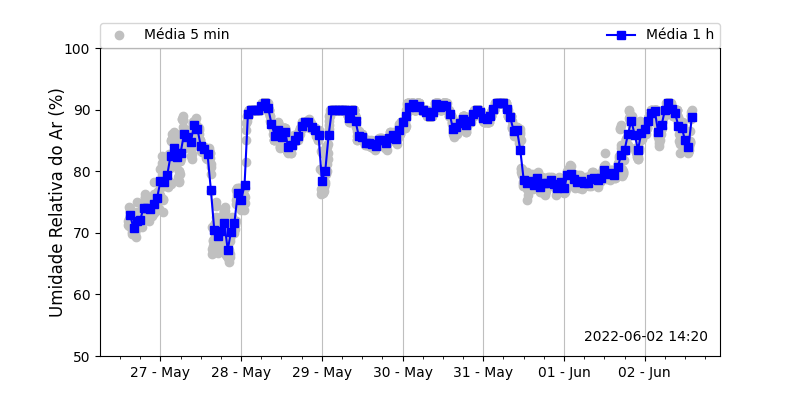 Média 5 min
Média 1 h
Umidade Relativa do Ar (%)
100
90
80
70
60
50
2022-06-02 14:20
27 - May
28 - May
29 - May
30 - May
31 - May
01 - Jun
02 - Jun